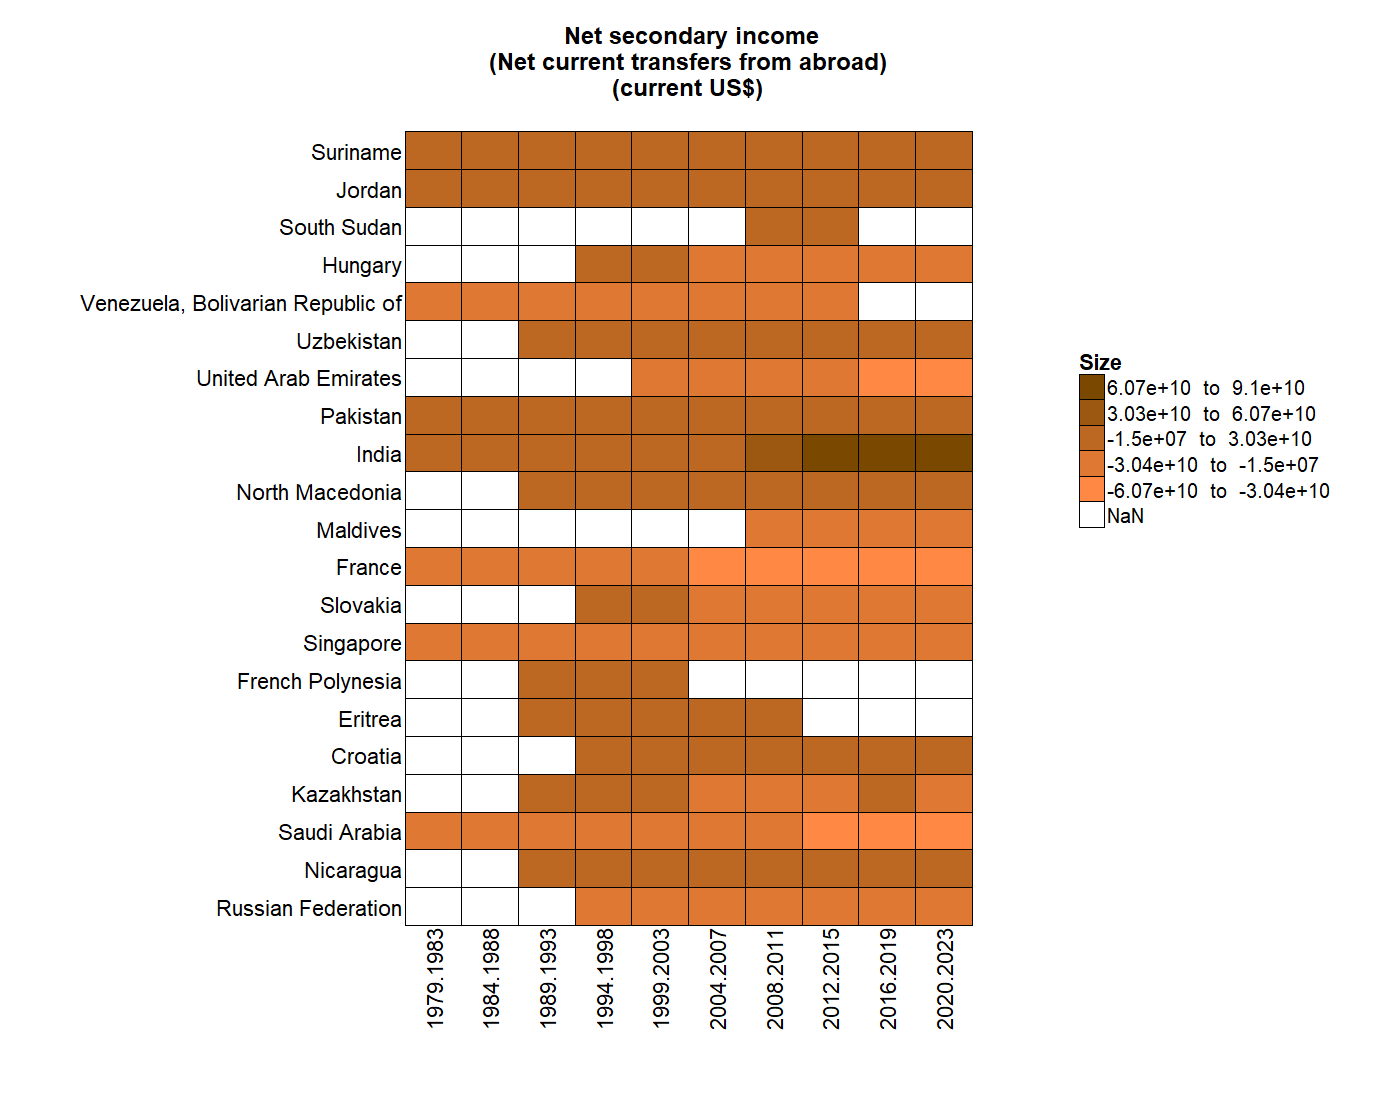 Net secondary income
(Net current transfers from abroad)
(current US$)
Suriname
Jordan
South Sudan
Hungary
Venezuela, Bolivarian Republic of
Uzbekistan
United Arab Emirates
Pakistan
India
North Macedonia
Maldives
France
Slovakia
Singapore
French Polynesia
Eritrea
Croatia
Kazakhstan
Saudi Arabia
Nicaragua
Russian Federation
1979.1983
1984.1988
1989.1993
1994.1998
1999.2003
2004.2007
2008.2011
2012.2015
2016.2019
2020.2023
Size
6.07e+10 to 9.1e+10
3.03e+10 to 6.07e+10
-1.5e+07 to 3.03e+10
-3.04e+10 to -1.5e+07
-6.07e+10 to -3.04e+10
NaN